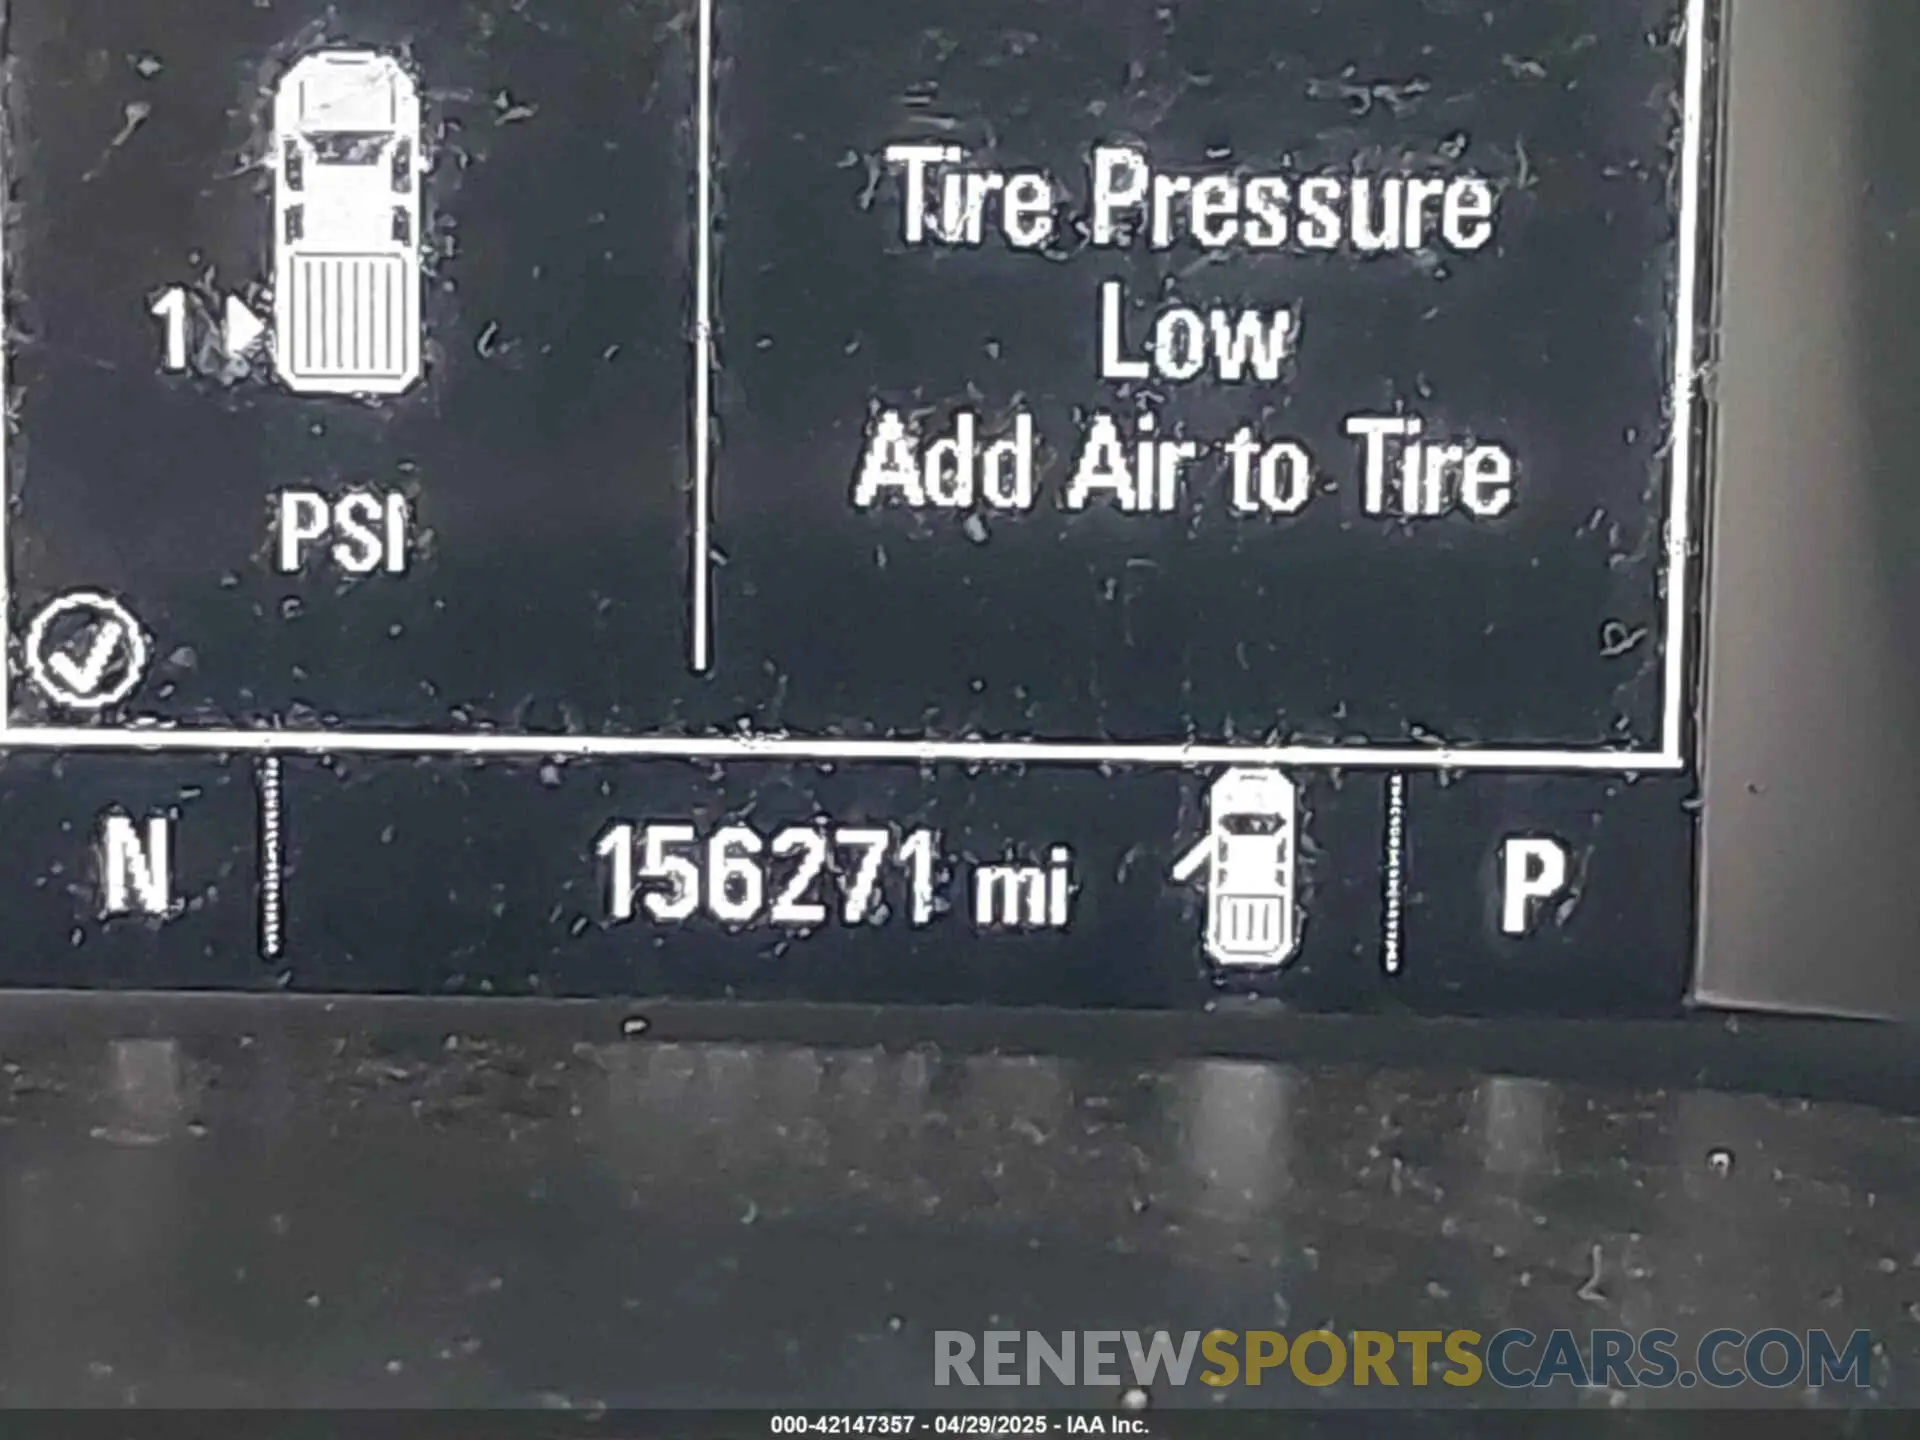 Tire Pressure
Low
Add Air to Tire
1
PSI
N 156271 mi P
RENEWSPORTSCARS.COM
000-42147357 - 04/29/2025 - IAA Inc.